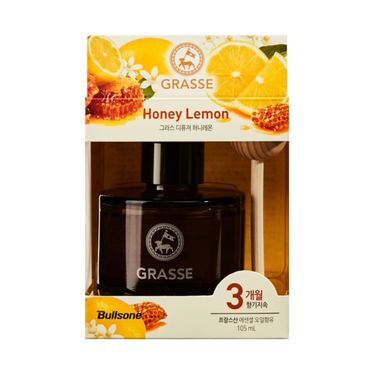 GRASSE
Honey Lemon
그라스 디퓨져 허니레몬
GRASSE
3개월
향기지속
프랑스산 에센셜 오일함유
105 mL
Bullsone